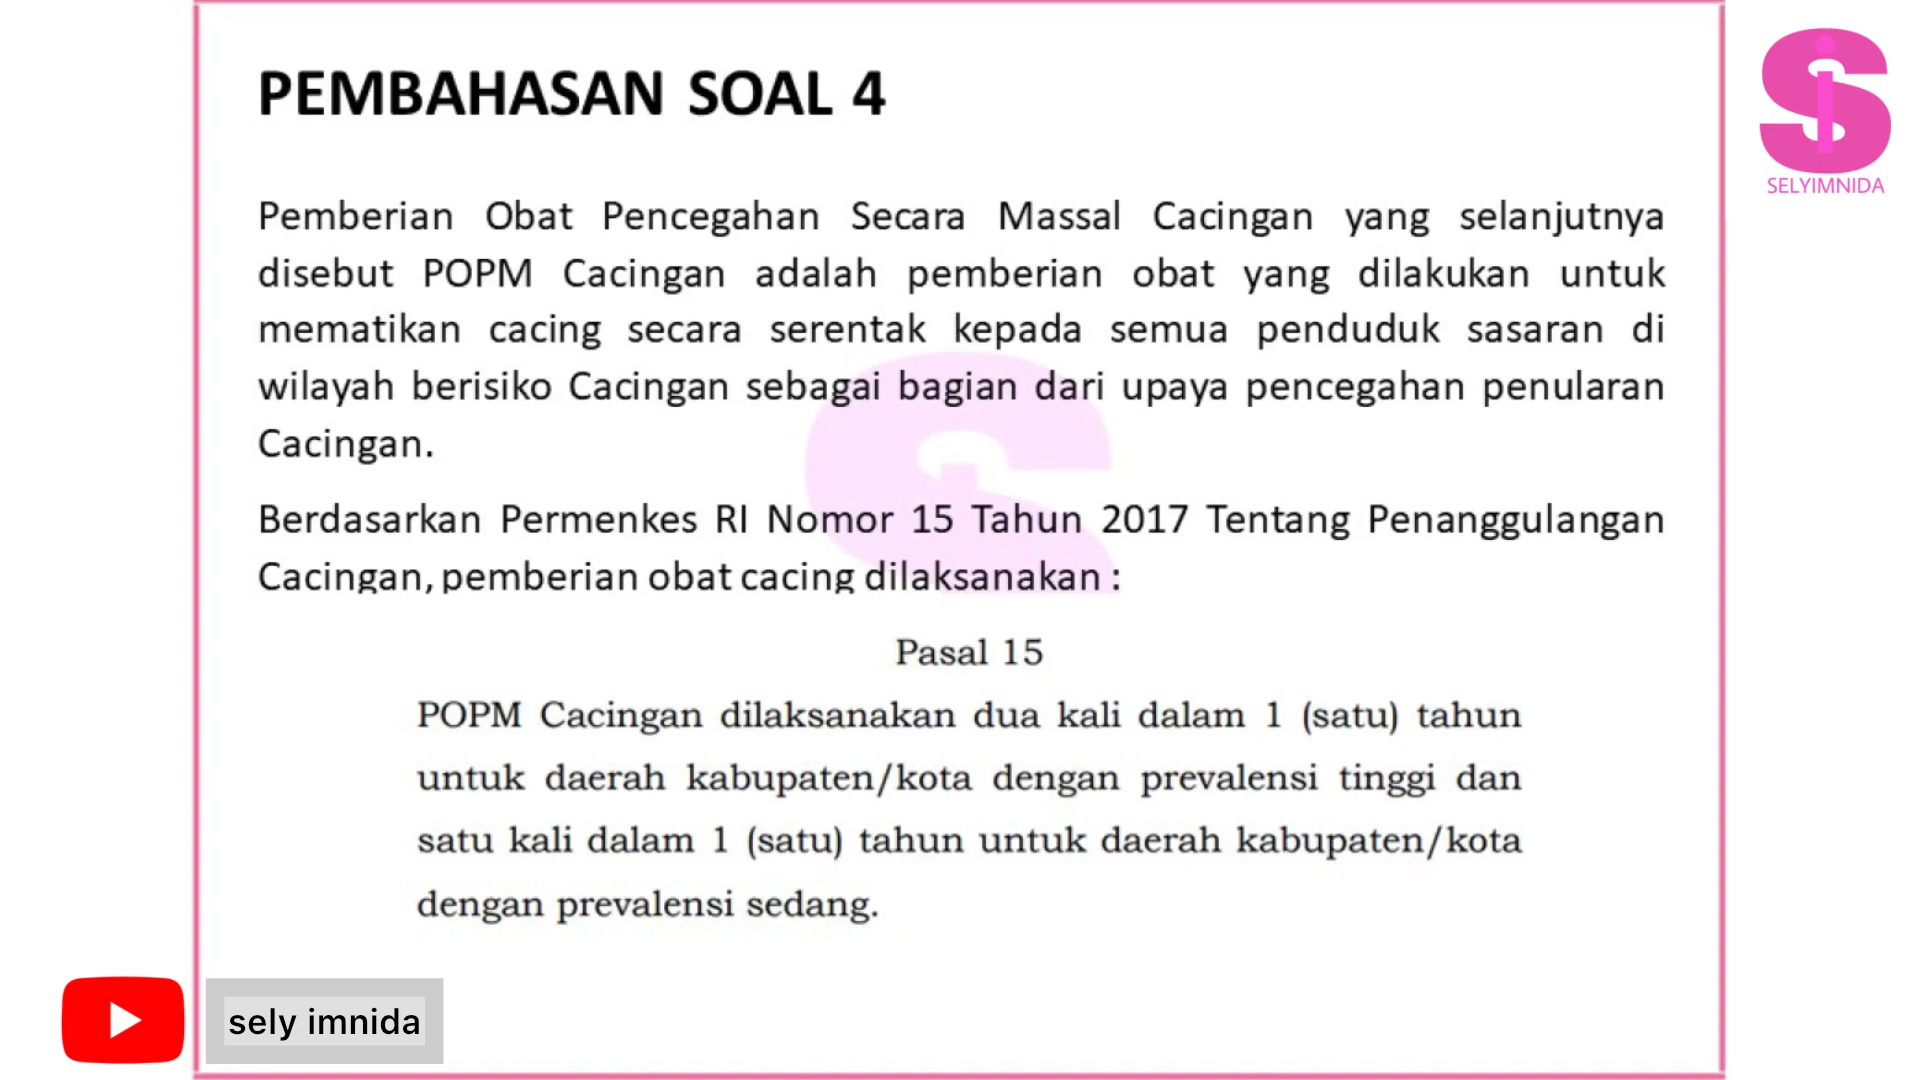 PEMBAHASAN SOAL 4
SELYIMNIDA
Pemberian Obat Pencegahan Secara Massal Cacingan yang selanjutnya
disebut POPM Cacingan adalah pemberian obat yang dilakukan untuk
mematikan cacing secara serentak kepada semua penduduk sasaran di
wilayah berisiko Cacingan sebagai bagian dari upaya pencegahan penularan
Cacingan.
Berdasarkan Permenkes RI Nomor 15 Tahun 2017 Tentang Penanggulangan
Cacingan, pemberian obat cacing dilaksanakan :
Pasal 15
POPM Cacingan dilaksanakan dua kali dalam 1 (satu) tahun
untuk daerah kabupaten/kota dengan prevalensi tinggi dan
satu kali dalam 1 (satu) tahun untuk daerah kabupaten/kota
dengan prevalensi sedang.
sely imnida